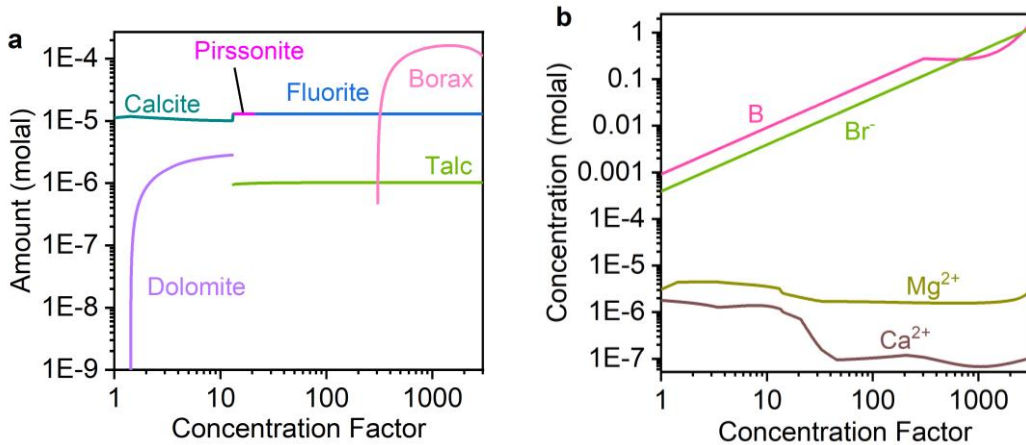 a
Pirssonite
1E-4
Borax
Calcite
Fluorite
1E-5
Amount (molal)
Talc
1E-6
1E-7
Dolomite
1E-8
1E-9
1
10
100
1000
Concentration Factor
b
1
0.1
0.01
B
Br⁻
0.001
Concentration (molal)
1E-4
1E-5
Mg²⁺
1E-6
Ca²⁺
1E-7
1
10
100
1000
Concentration Factor